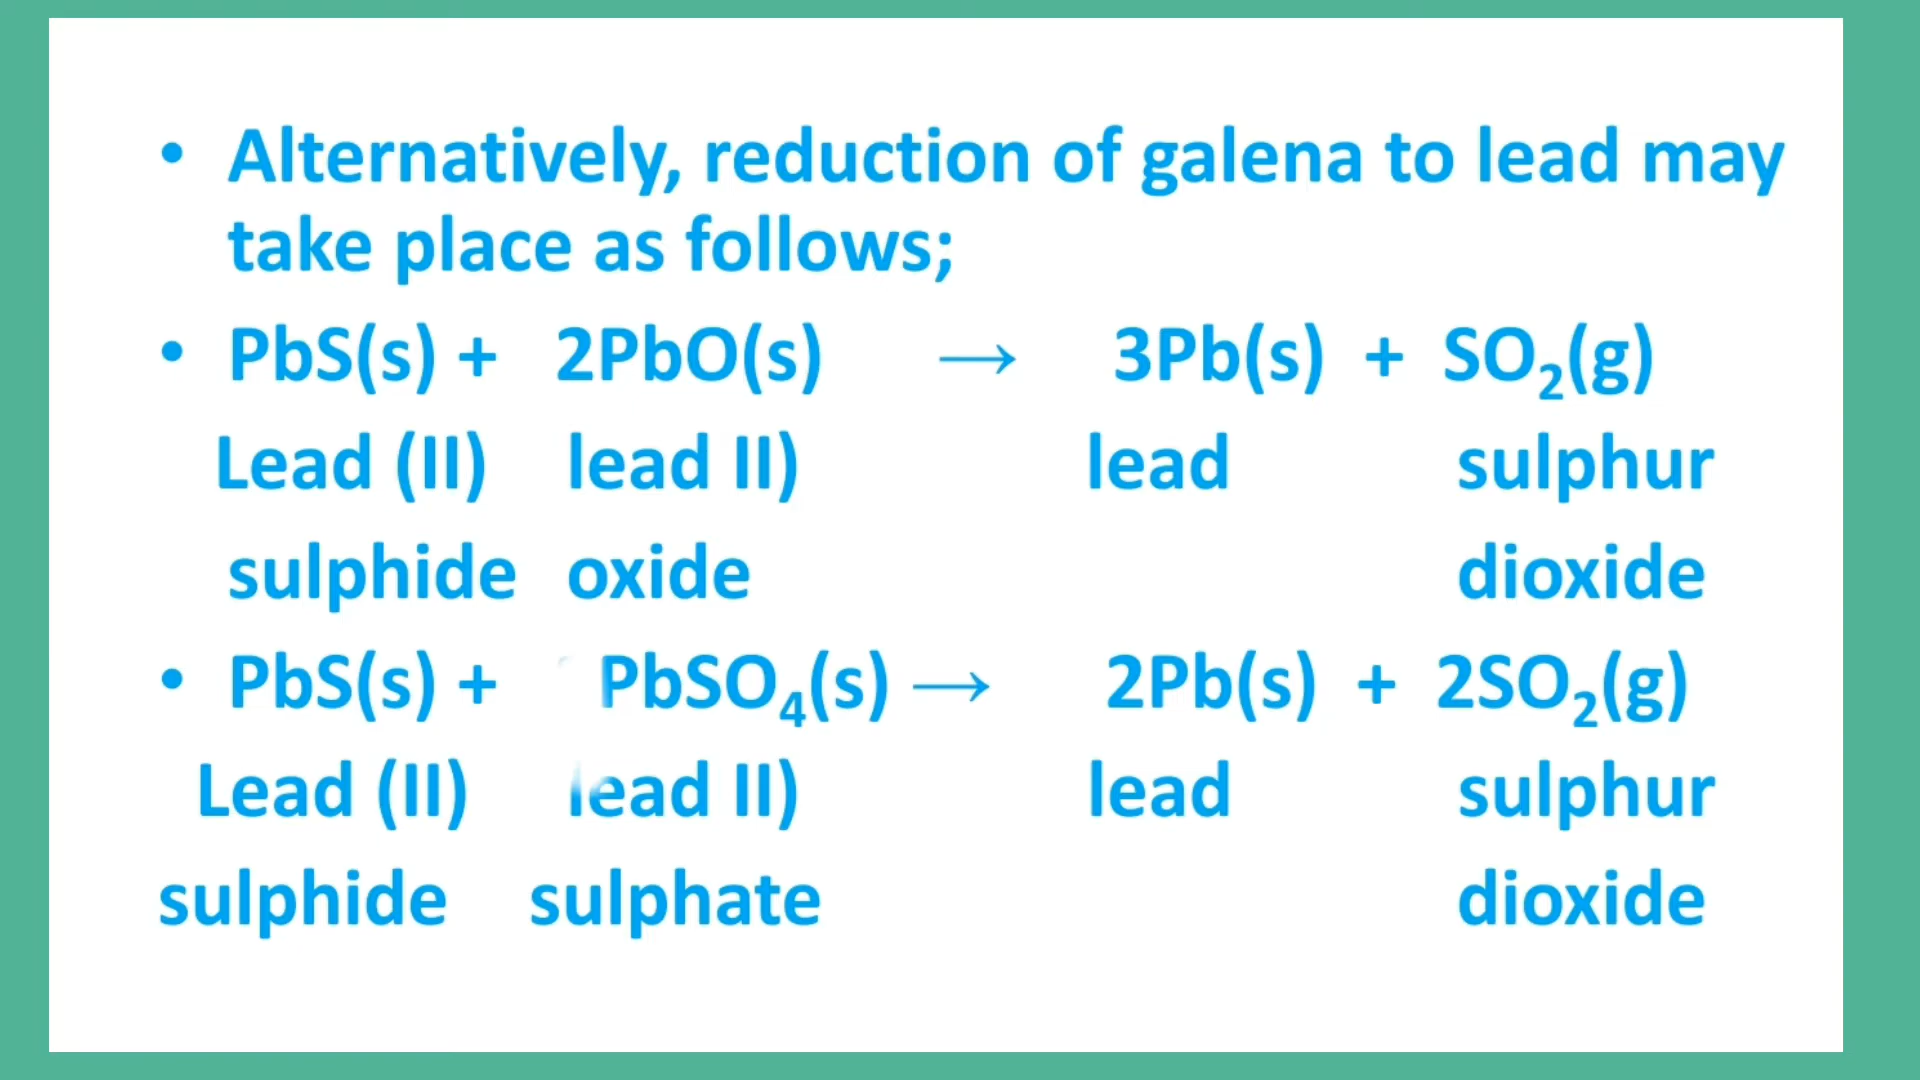 • Alternatively, reduction of galena to lead may
take place as follows;
• PbS(s) + 2PbO(s) → 3Pb(s) + SO₂(g)
Lead (II) lead II) lead sulphur
sulphide oxide dioxide
• PbS(s) + PbSO₄(s) → 2Pb(s) + 2SO₂(g)
Lead (II) lead II) lead sulphur
sulphide sulphate dioxide